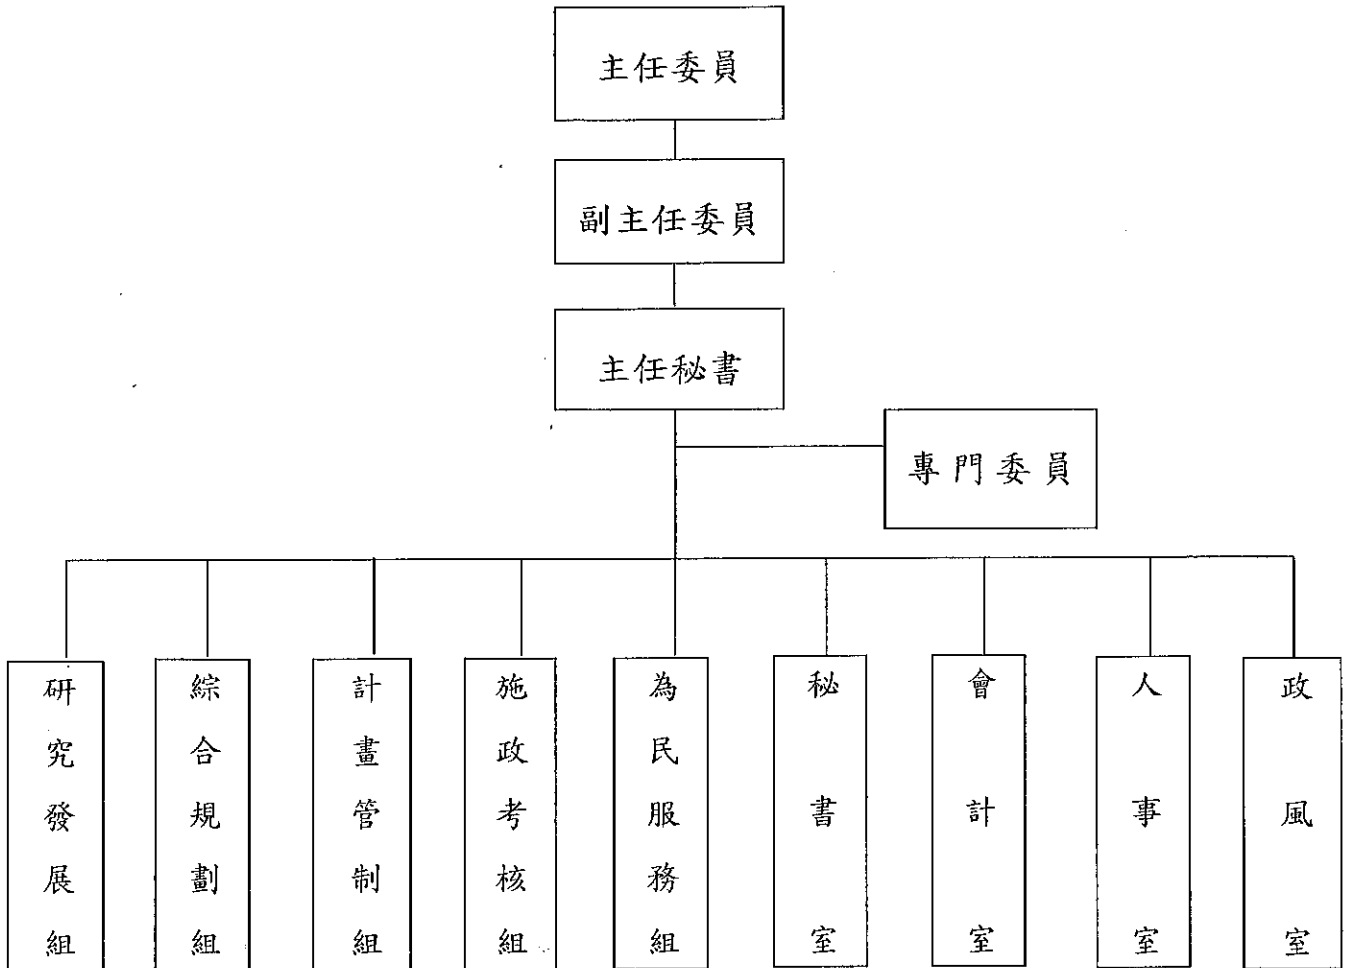 主任委員
副主任委員
主任秘書
專門委員
研究發展組
綜合規劃組
計畫管制組
施政考核組
為民服務組
秘書室
會計室
人事室
政風室